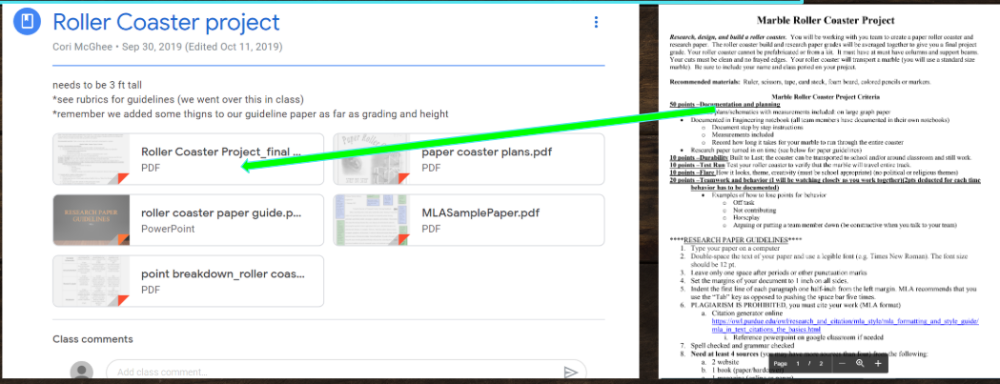 Roller Coaster project
Cori McGhee • Sep 30, 2019 (Edited Oct 11, 2019)
needs to be 3 ft tall
*see rubrics for guidelines (we went over this in class)
*remember we added some thigns to our guideline paper as far as grading and height
Roller Coaster Project_final ...
PDF
paper coaster plans.pdf
PDF
RESEARCH PAPER
GUIDELINES
roller coaster paper guide.p...
PowerPoint
MLASamplePaper.pdf
PDF
point breakdown_roller coas...
PDF
Class comments
Add class comment...
Marble Roller Coaster Project
Research, design, and build a roller coaster. You will be working with you team to create a paper roller coaster and
research paper. The roller coaster build and research paper grades will be averaged together to give you a final project
grade. Your roller coaster cannot be prefabricated or from a kit. It must have at must have columns and support beams.
Your cuts must be clean and no frayed edges. Your roller coaster will transport a marble (you will use a standard size
marble). Be sure to include your name and class period on your project.
Recommended materials: Ruler, scissors, tape, card stock, foam board, colored pencils or markers.
Marble Roller Coaster Project Criteria
50 points –Documentation and planning
plans/schematics with measurements included: on large graph paper
• Documented in Engineering notebook (all team members have documented in their own notebooks)
o Document step by step instructions
o Measurements included
o Record how long it takes for your marble to run through the entire coaster
• Research paper turned in on time (see below for paper guidelines)
10 points –Durability Built to Last; the coaster can be transported to school and/or around classroom and still work.
10 points –Test Run Test your roller coaster to verify that the marble will travel entire track.
10 points –Flare How it looks, theme, creativity (must be school appropriate) (no political or religious themes)
20 points –Teamwork and behavior (I will be watching closely as you work together)(2pts deducted for each time
behavior has to be documented)
• Examples of how to lose points for behavior
o Off task
o Not contributing
o Horseplay
o Arguing or putting a team member down (be constructive when you talk to your team)
****RESEARCH PAPER GUIDELINES****
1. Type your paper on a computer
2. Double-space the text of your paper and use a legible font (e.g. Times New Roman). The font size
should be 12 pt.
3. Leave only one space after periods or other punctuation marks
4. Set the margins of your document to 1 inch on all sides.
5. Indent the first line of each paragraph one half-inch from the left margin. MLA recommends that you
use the “Tab” key as opposed to pushing the space bar five times.
6. PLAGIARISM IS PROHIBITED, you must cite your work (MLA format)
a. Citation generator online
https://owl.purdue.edu/owl/research_and_citation/mla_style/mla_formatting_and_style_guide/
mla_in_text_citations_the_basics.html
i. Reference powerpoint on google classroom if needed
7. Spell checked and grammar checked
8. Need at least 4 sources (you may have more sources than four) from the following:
a. 2 website
b. 1 book (paper/hardcover)
Page 1 / 2